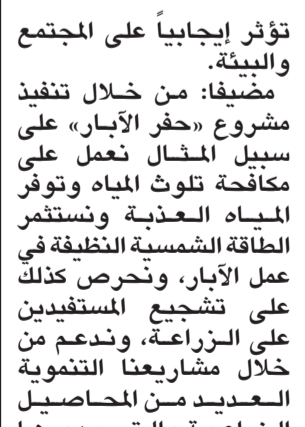 تؤثر إيجابياً على المجتمع
والبيئة.
مضيفا: من خلال تنفيذ
مشروع «حفر الآبار» على
سبيل المثال نعمل على
مكافحة تلوث المياه وتوفر
المياه العذبة ونستثمر
الطاقة الشمسية النظيفة في
عمل الآبار، ونحرص كذلك
على تشجيع المستفيدين
على الزراعة، وندعم من
خلال مشاريعنا التنموية
العديد من المحاصيل